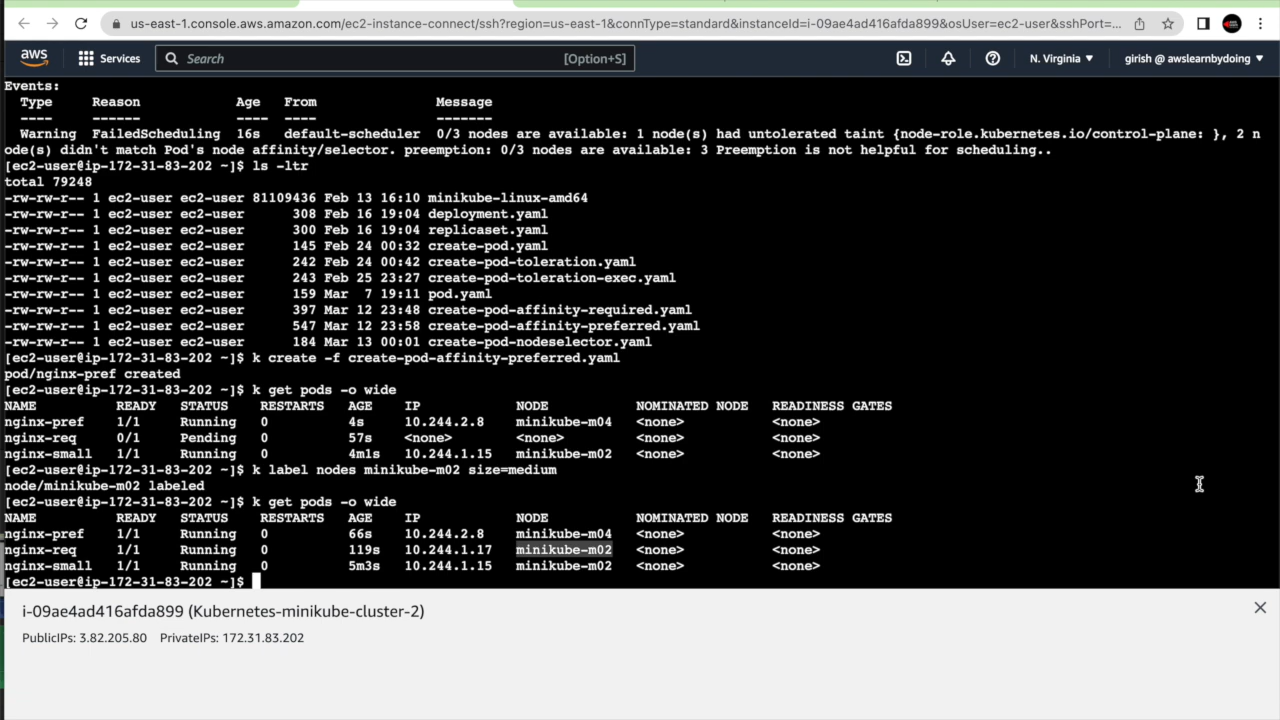 us-east-1.console.aws.amazon.com/ec2-instance-connect/ssh?region=us-east-1&connType=standard&instanceId=i-09ae4ad416afda899&osUser=ec2-user&sshPort=...
aws Services Search [Option+S] N. Virginia girish @ awslearnbydoing
Events:
Type Reason Age From Message
---- ------ ---- ---- -------
Warning FailedScheduling 16s default-scheduler 0/3 nodes are available: 1 node(s) had untolerated taint {node-role.kubernetes.io/control-plane: }, 2 n
ode(s) didn't match Pod's node affinity/selector. preemption: 0/3 nodes are available: 3 Preemption is not helpful for scheduling..
[ec2-user@ip-172-31-83-202 ~]$ ls -ltr
total 79248
-rw-rw-r-- 1 ec2-user ec2-user 81109436 Feb 13 16:10 minikube-linux-amd64
-rw-rw-r-- 1 ec2-user ec2-user 308 Feb 16 19:04 deployment.yaml
-rw-rw-r-- 1 ec2-user ec2-user 300 Feb 16 19:04 replicaset.yaml
-rw-rw-r-- 1 ec2-user ec2-user 145 Feb 24 00:32 create-pod.yaml
-rw-rw-r-- 1 ec2-user ec2-user 242 Feb 24 00:42 create-pod-toleration.yaml
-rw-rw-r-- 1 ec2-user ec2-user 243 Feb 25 23:27 create-pod-toleration-exec.yaml
-rw-rw-r-- 1 ec2-user ec2-user 159 Mar 7 19:11 pod.yaml
-rw-rw-r-- 1 ec2-user ec2-user 397 Mar 12 23:48 create-pod-affinity-required.yaml
-rw-rw-r-- 1 ec2-user ec2-user 547 Mar 12 23:58 create-pod-affinity-preferred.yaml
-rw-rw-r-- 1 ec2-user ec2-user 184 Mar 13 00:01 create-pod-nodeselector.yaml
[ec2-user@ip-172-31-83-202 ~]$ k create -f create-pod-affinity-preferred.yaml
pod/nginx-pref created
[ec2-user@ip-172-31-83-202 ~]$ k get pods -o wide
NAME READY STATUS RESTARTS AGE IP NODE NOMINATED NODE READINESS GATES
nginx-pref 1/1 Running 0 4s 10.244.2.8 minikube-m04 <none> <none>
nginx-req 0/1 Pending 0 57s <none> <none> <none> <none>
nginx-small 1/1 Running 0 4m1s 10.244.1.15 minikube-m02 <none> <none>
[ec2-user@ip-172-31-83-202 ~]$ k label nodes minikube-m02 size=medium
node/minikube-m02 labeled
[ec2-user@ip-172-31-83-202 ~]$ k get pods -o wide
NAME READY STATUS RESTARTS AGE IP NODE NOMINATED NODE READINESS GATES
nginx-pref 1/1 Running 0 66s 10.244.2.8 minikube-m04 <none> <none>
nginx-req 1/1 Running 0 119s 10.244.1.17 minikube-m02 <none> <none>
nginx-small 1/1 Running 0 5m3s 10.244.1.15 minikube-m02 <none> <none>
[ec2-user@ip-172-31-83-202 ~]$
i-09ae4ad416afda899 (Kubernetes-minikube-cluster-2)
PublicIPs: 3.82.205.80 PrivateIPs: 172.31.83.202